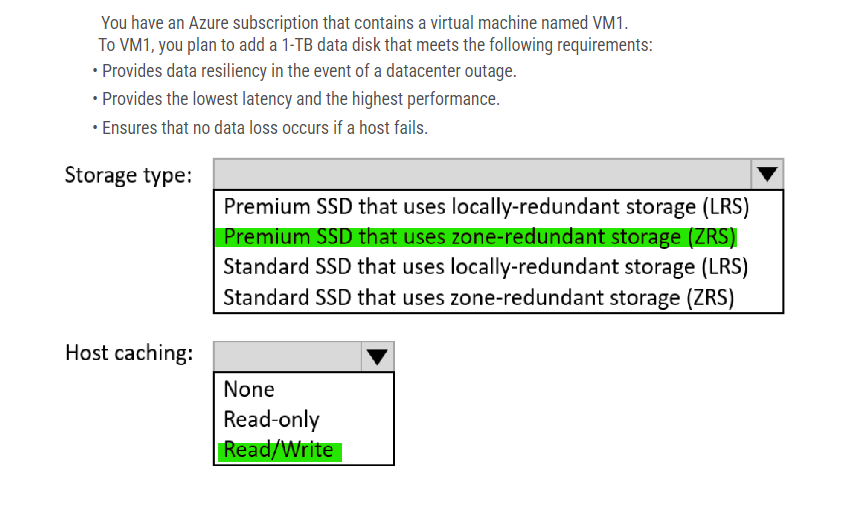 You have an Azure subscription that contains a virtual machine named VM1.
To VM1, you plan to add a 1-TB data disk that meets the following requirements:
• Provides data resiliency in the event of a datacenter outage.
• Provides the lowest latency and the highest performance.
• Ensures that no data loss occurs if a host fails.
Storage type:
Premium SSD that uses locally-redundant storage (LRS)
Premium SSD that uses zone-redundant storage (ZRS)
Standard SSD that uses locally-redundant storage (LRS)
Standard SSD that uses zone-redundant storage (ZRS)
Host caching:
None
Read-only
Read/Write